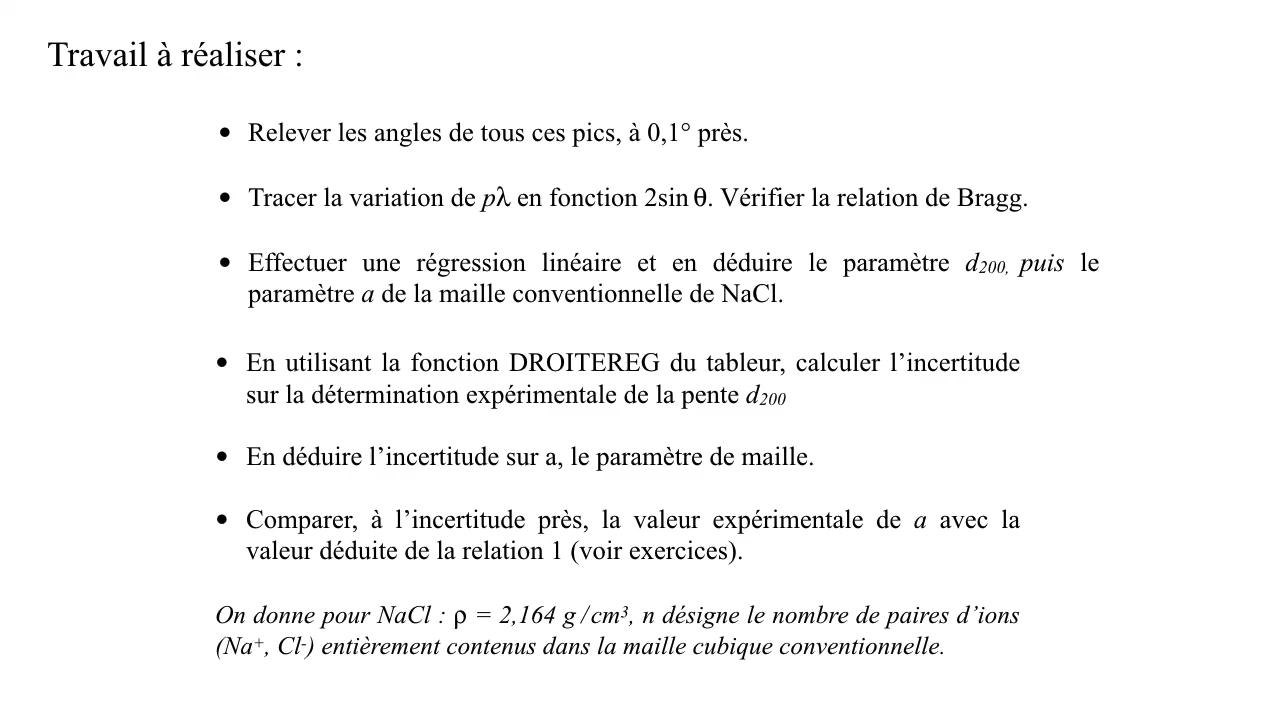 Travail à réaliser :
• Relever les angles de tous ces pics, à 0,1° près.
• Tracer la variation de pλ en fonction 2sin θ. Vérifier la relation de Bragg.
• Effectuer une régression linéaire et en déduire le paramètre d₂₀₀, puis le
paramètre a de la maille conventionnelle de NaCl.
• En utilisant la fonction DROITEREG du tableur, calculer l’incertitude
sur la détermination expérimentale de la pente d₂₀₀
• En déduire l’incertitude sur a, le paramètre de maille.
• Comparer, à l’incertitude près, la valeur expérimentale de a avec la
valeur déduite de la relation 1 (voir exercices).
On donne pour NaCl : ρ = 2,164 g/cm³, n désigne le nombre de paires d’ions
(Na⁺, Cl⁻) entièrement contenus dans la maille cubique conventionnelle.